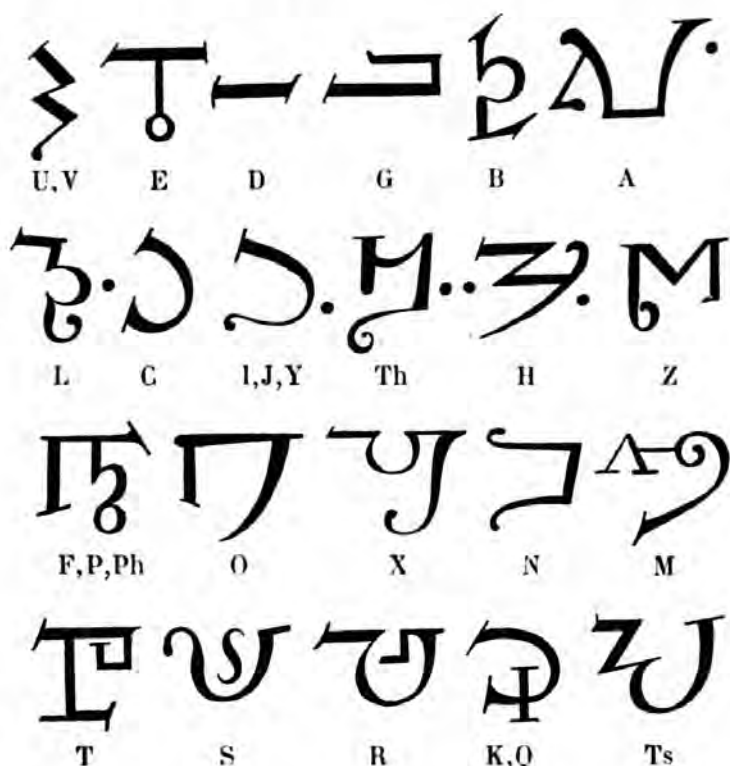 U,V E D G B A
L C I,J,Y Th H Z
F,P,Ph O X N M
T S R K,Q Ts